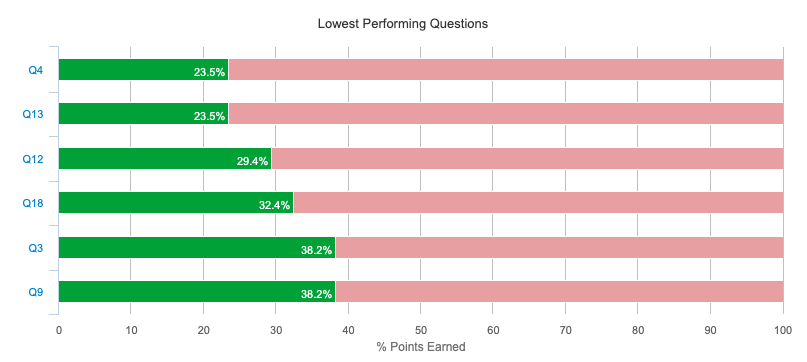 Lowest Performing Questions
Q4 23.5%
Q13 23.5%
Q12 29.4%
Q18 32.4%
Q3 38.2%
Q9 38.2%
0 10 20 30 40 50 60 70 80 90 100
% Points Earned